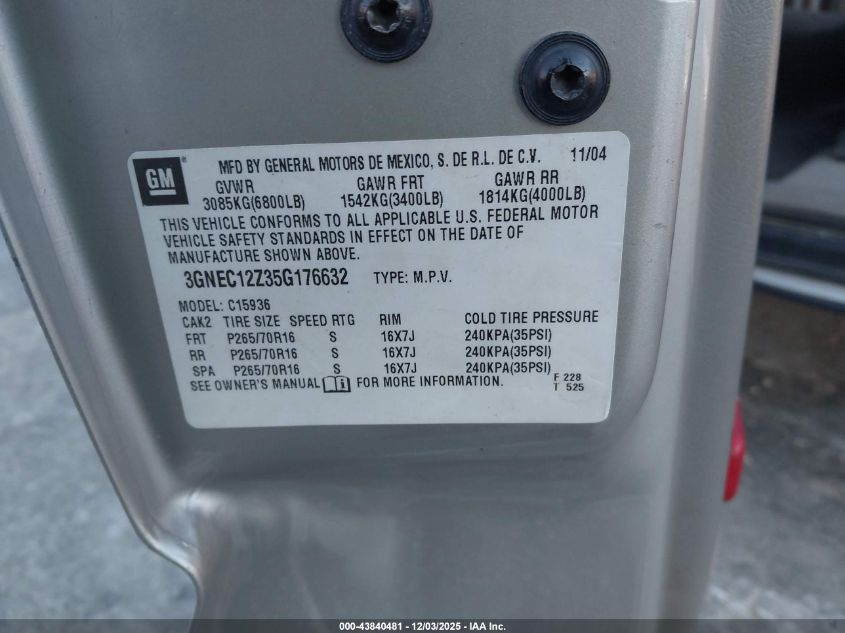 GM
MFD BY GENERAL MOTORS DE MEXICO, S. DE R.L. DE C.V. 11/04
GVWR GAWR FRT GAWR RR
3085KG(6800LB) 1542KG(3400LB) 1814KG(4000LB)
THIS VEHICLE CONFORMS TO ALL APPLICABLE U.S. FEDERAL MOTOR
VEHICLE SAFETY STANDARDS IN EFFECT ON THE DATE OF
MANUFACTURE SHOWN ABOVE.
3GNEC12Z35G176632 TYPE: M.P.V.
MODEL: C15936
CAK2 TIRE SIZE SPEED RTG RIM COLD TIRE PRESSURE
FRT P265/70R16 S 16X7J 240KPA(35PSI)
RR P265/70R16 S 16X7J 240KPA(35PSI)
SPA P265/70R16 S 16X7J 240KPA(35PSI)
SEE OWNER'S MANUAL FOR MORE INFORMATION.
F 228
T 525
000-43840481 - 12/03/2025 - IAA Inc.